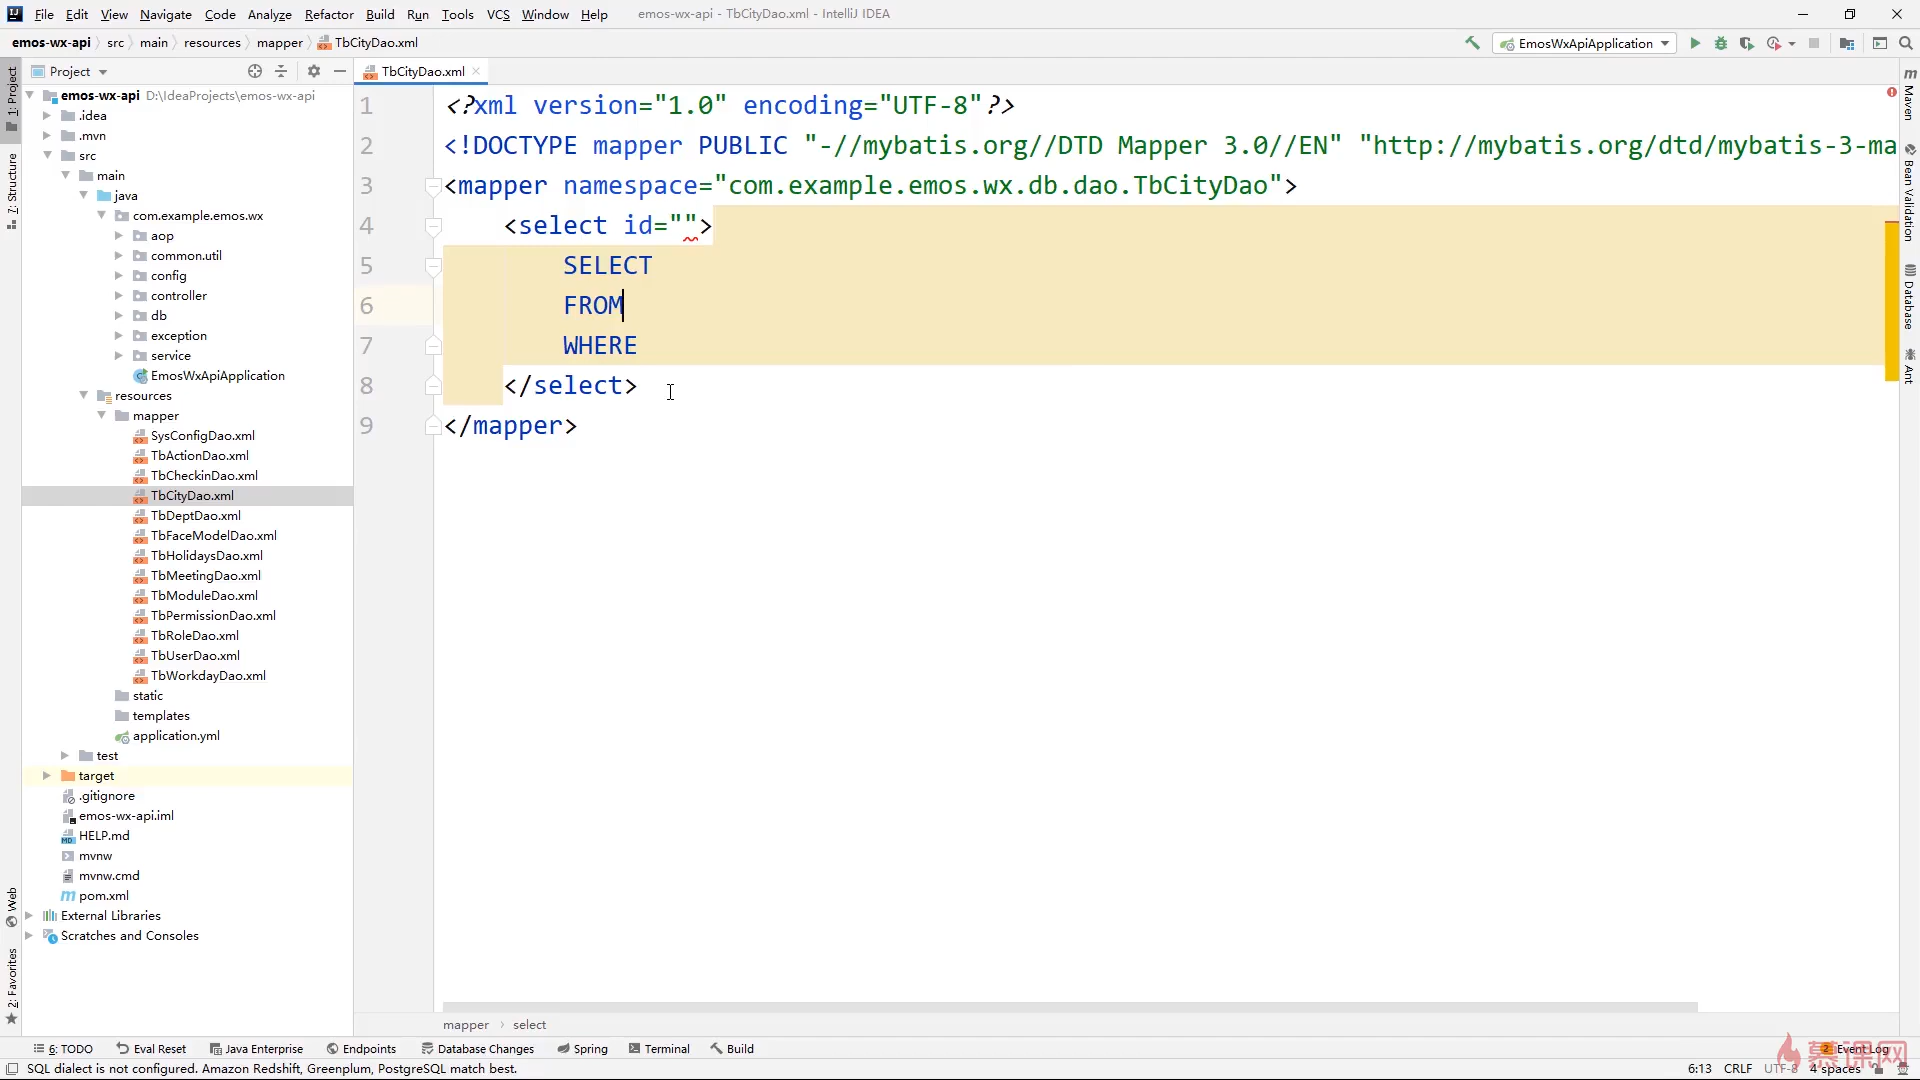 File Edit View Navigate Code Analyze Refactor Build Run Tools VCS Window Help emos-wx-api - TbCityDao.xml - IntelliJ IDEA
emos-wx-api src main resources mapper TbCityDao.xml EmosWxApiApplication
Project TbCityDao.xml
emos-wx-api D:\IdeaProjects\emos-wx-api
.idea
.mvn
src
main
java
com.example.emos.wx
aop
common.util
config
controller
db
exception
service
EmosWxApiApplication
resources
mapper
SysConfigDao.xml
TbActionDao.xml
TbCheckinDao.xml
TbCityDao.xml
TbDeptDao.xml
TbFaceModelDao.xml
TbHolidaysDao.xml
TbMeetingDao.xml
TbModuleDao.xml
TbPermissionDao.xml
TbRoleDao.xml
TbUserDao.xml
TbWorkdayDao.xml
static
templates
application.yml
test
target
.gitignore
emos-wx-api.iml
HELP.md
mvnw
mvnw.cmd
pom.xml
External Libraries
Scratches and Consoles
1 <?xml version="1.0" encoding="UTF-8"?>
2 <!DOCTYPE mapper PUBLIC "-//mybatis.org//DTD Mapper 3.0//EN" "http://mybatis.org/dtd/mybatis-3-ma
3 <mapper namespace="com.example.emos.wx.db.dao.TbCityDao">
4 <select id="">
5 SELECT
6 FROM
7 WHERE
8 </select>
9 </mapper>
1: Project
7: Structure
Web
2: Favorites
Maven
Bean Validation
Database
Ant
mapper select
6: TODO Eval Reset Java Enterprise Endpoints Database Changes Spring Terminal Build 2 Event Log
SQL dialect is not configured. Amazon Redshift, Greenplum, PostgreSQL match best. 6:13 CRLF UTF-8 4 spaces
慕课网